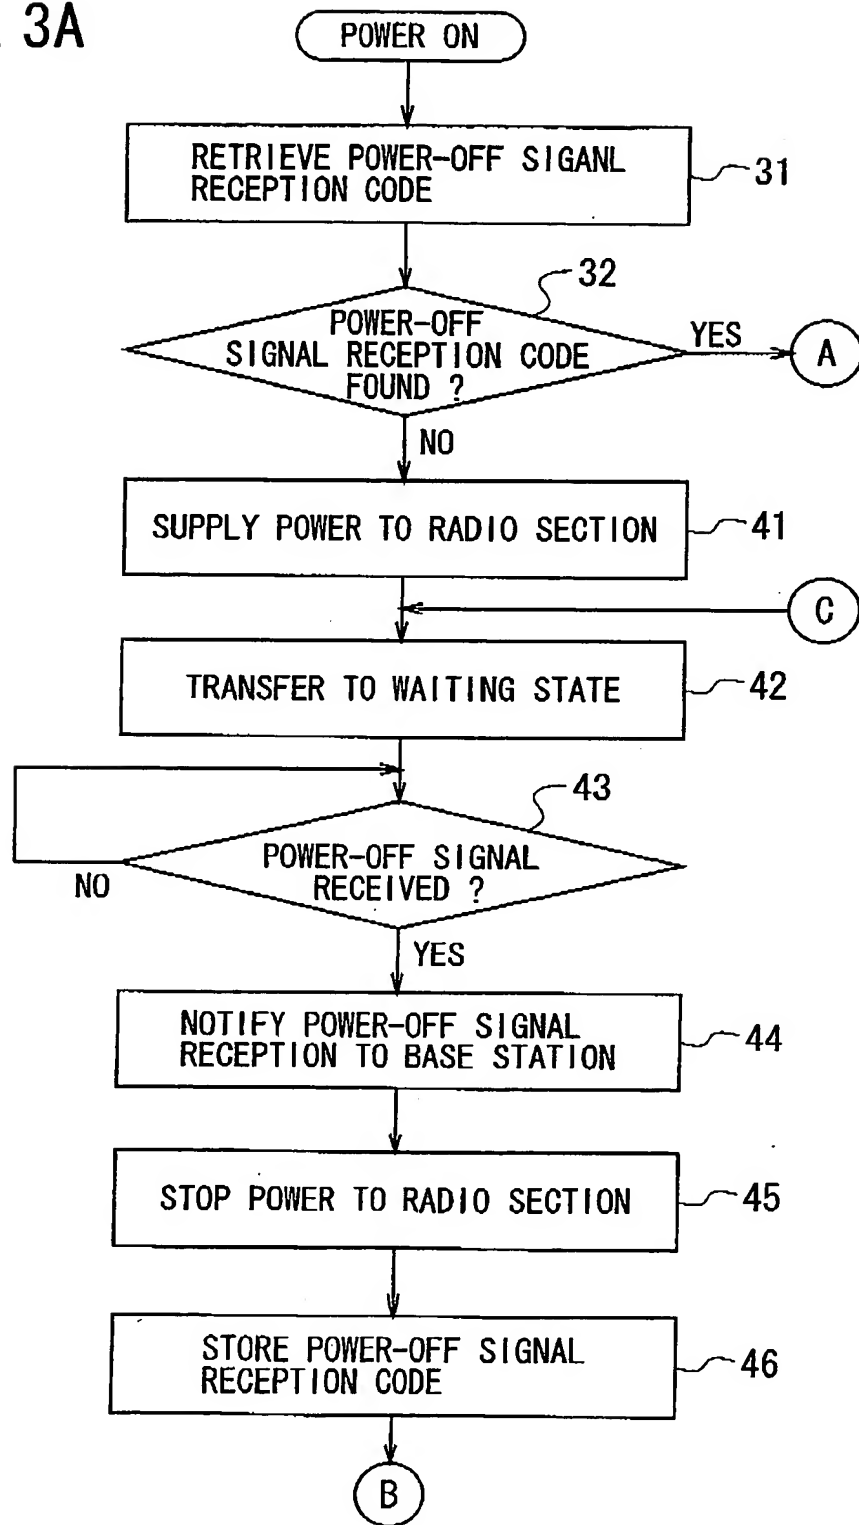 3A
POWER ON
RETRIEVE POWER-OFF SIGANL
RECEPTION CODE
31
32
POWER-OFF
SIGNAL RECEPTION CODE
FOUND ?
YES
A
NO
SUPPLY POWER TO RADIO SECTION
41
C
TRANSFER TO WAITING STATE
42
43
POWER-OFF SIGNAL
RECEIVED ?
NO
YES
NOTIFY POWER-OFF SIGNAL
RECEPTION TO BASE STATION
44
STOP POWER TO RADIO SECTION
45
STORE POWER-OFF SIGNAL
RECEPTION CODE
46
B